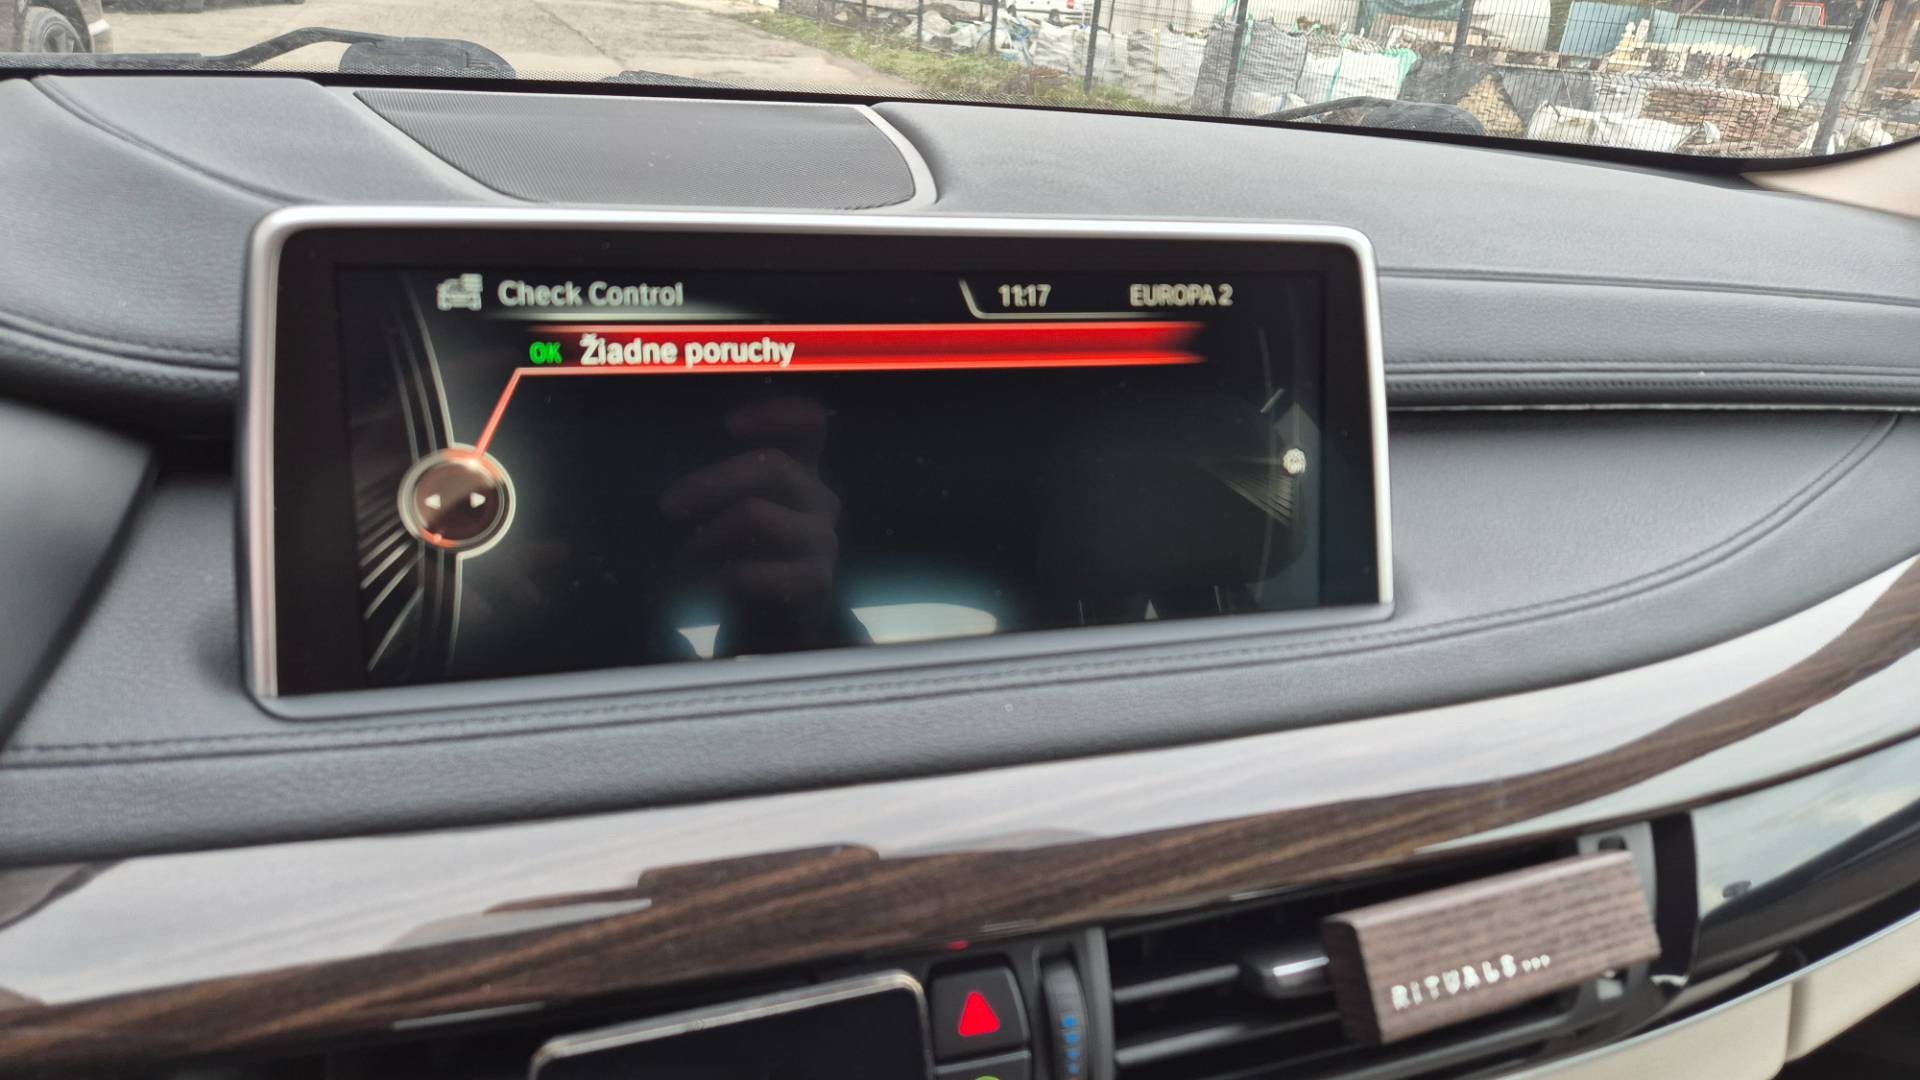 Check Control 11:17 EUROPA 2
OK Žiadne poruchy
RITUALS...